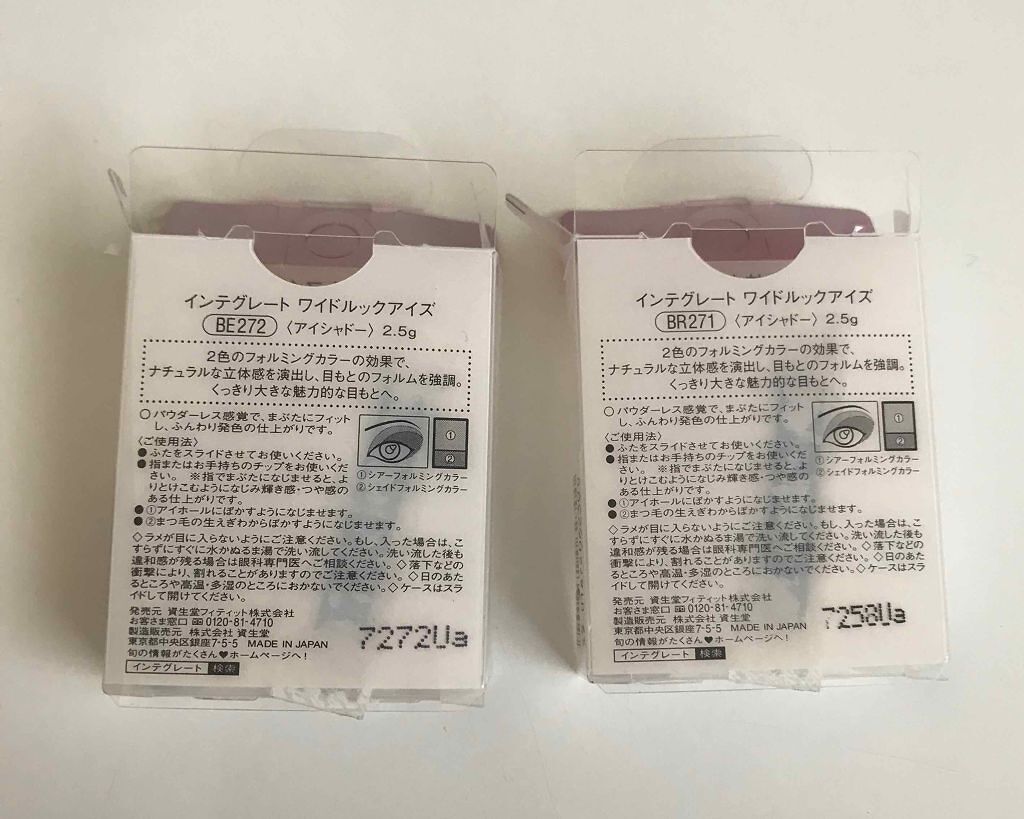 インテグレート ワイドルックアイズ
BE272 〈アイシャドー〉 2.5g
2色のフォルミングカラーの効果で、
ナチュラルな立体感を演出し、目もとのフォルムを強調。
くっきり大きな魅力的な目もとへ。
○パウダーレス感覚で、まぶたにフィット
し、ふんわり発色の仕上がりです。
〈ご使用法〉
●ふたをスライドさせてお使いください。
●指またはお手持ちのチップをお使いくだ
さい。 ※指でまぶたになじませると、よ
りとけこむようになじみ輝き感・つや感の
ある仕上がりです。
●①アイホールにぼかすようになじませます。
●②まつ毛の生えぎわからぼかすようになじませます。
①
②
①シアーフォルミングカラー
②シェイドフォルミングカラー
◇ラメが目に入らないようにご注意ください。もし、入った場合は、こ
すらずにすぐに水かぬるま湯で洗い流してください。洗い流した後も
違和感が残る場合は眼科専門医へご相談ください。◇落下などの
衝撃により、割れることがありますのでご注意ください。◇日のあた
るところや高温・多湿のところにおかないでください。◇ケースはスラ
イドして開けてください。
発売元 資生堂フィティット株式会社
お客さま窓口 0120-81-4710
製造販売元 株式会社 資生堂
東京都中央区銀座7-5-5 MADE IN JAPAN
旬の情報がたくさん♥ホームページへ!
インテグレート 検索
7272Ua
インテグレート ワイドルックアイズ
BR271 〈アイシャドー〉 2.5g
2色のフォルミングカラーの効果で、
ナチュラルな立体感を演出し、目もとのフォルムを強調。
くっきり大きな魅力的な目もとへ。
○パウダーレス感覚で、まぶたにフィット
し、ふんわり発色の仕上がりです。
〈ご使用法〉
●ふたをスライドさせてお使いください。
●指またはお手持ちのチップをお使いくだ
さい。 ※指でまぶたになじませると、よ
りとけこむようになじみ輝き感・つや感の
ある仕上がりです。
●①アイホールにぼかすようになじませます。
●②まつ毛の生えぎわからぼかすようになじませます。
①
②
①シアーフォルミングカラー
②シェイドフォルミングカラー
◇ラメが目に入らないようにご注意ください。もし、入った場合は、こ
すらずにすぐに水かぬるま湯で洗い流してください。洗い流した後も
違和感が残る場合は眼科専門医へご相談ください。◇落下などの
衝撃により、割れることがありますのでご注意ください。◇日のあた
るところや高温・多湿のところにおかないでください。◇ケースはスラ
イドして開けてください。
発売元 資生堂フィティット株式会社
お客さま窓口 0120-81-4710
製造販売元 株式会社 資生堂
東京都中央区銀座7-5-5 MADE IN JAPAN
旬の情報がたくさん♥ホームページへ!
インテグレート 検索
7258Ua